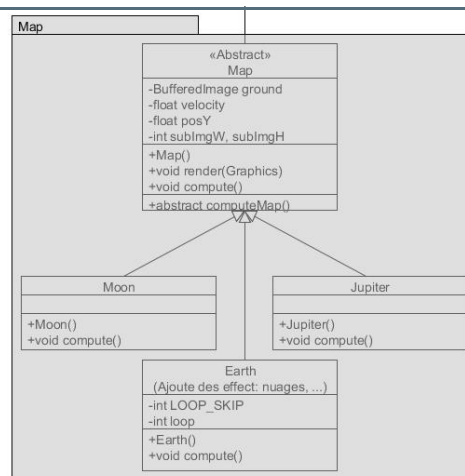 Map
«Abstract»
Map
-BufferedImage ground
-float velocity
-float posY
-int subImgW, subImgH
+Map()
+void render(Graphics)
+void compute()
+abstract computeMap()
Moon
+Moon()
+void compute()
Jupiter
+Jupiter()
+void compute()
Earth
(Ajoute des effect: nuages, ...)
-int LOOP_SKIP
-int loop
+Earth()
+void compute()